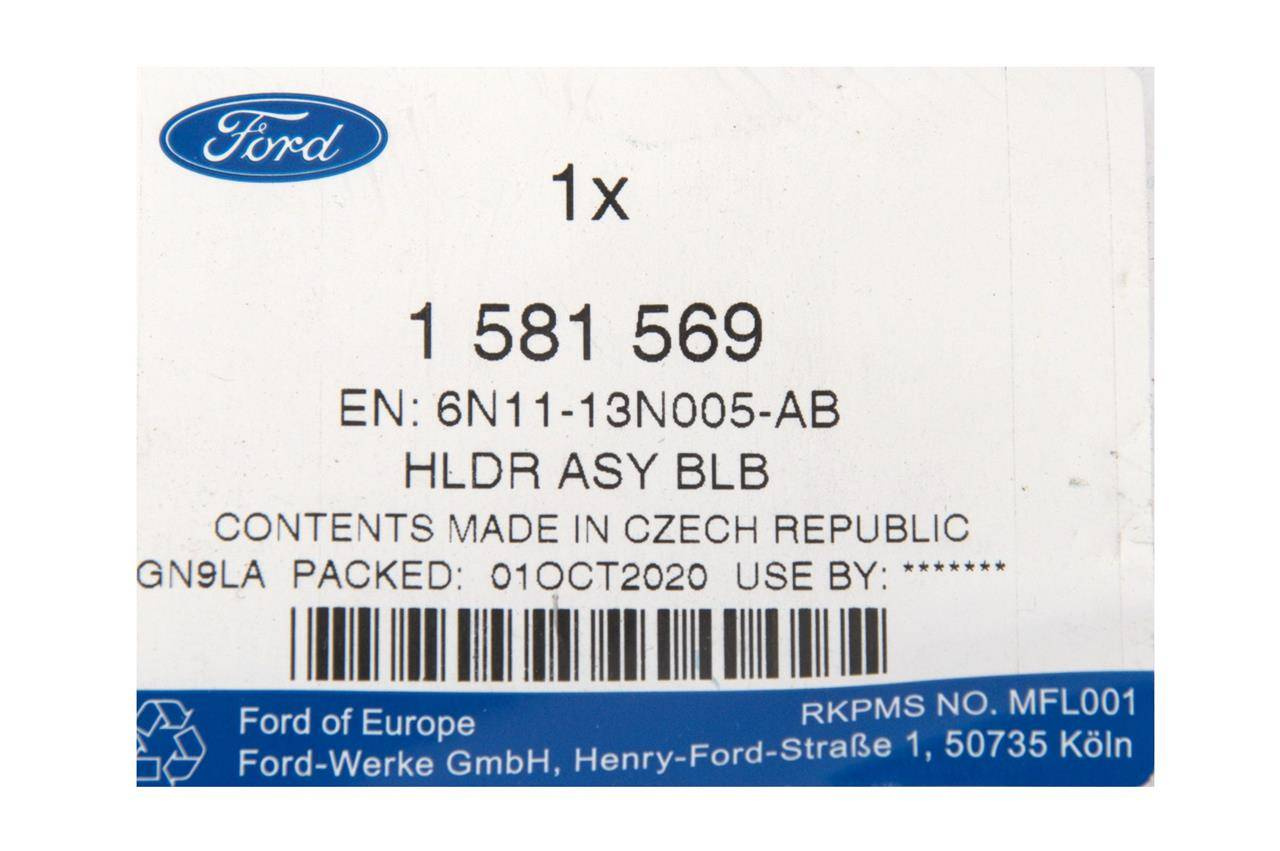 Ford
1x
1 581 569
EN: 6N11-13N005-AB
HLDR ASY BLB
CONTENTS MADE IN CZECH REPUBLIC
GN9LA PACKED: 01OCT2020 USE BY: *******
Ford of Europe
RKPMS NO. MFL001
Ford-Werke GmbH, Henry-Ford-Straße 1, 50735 Köln